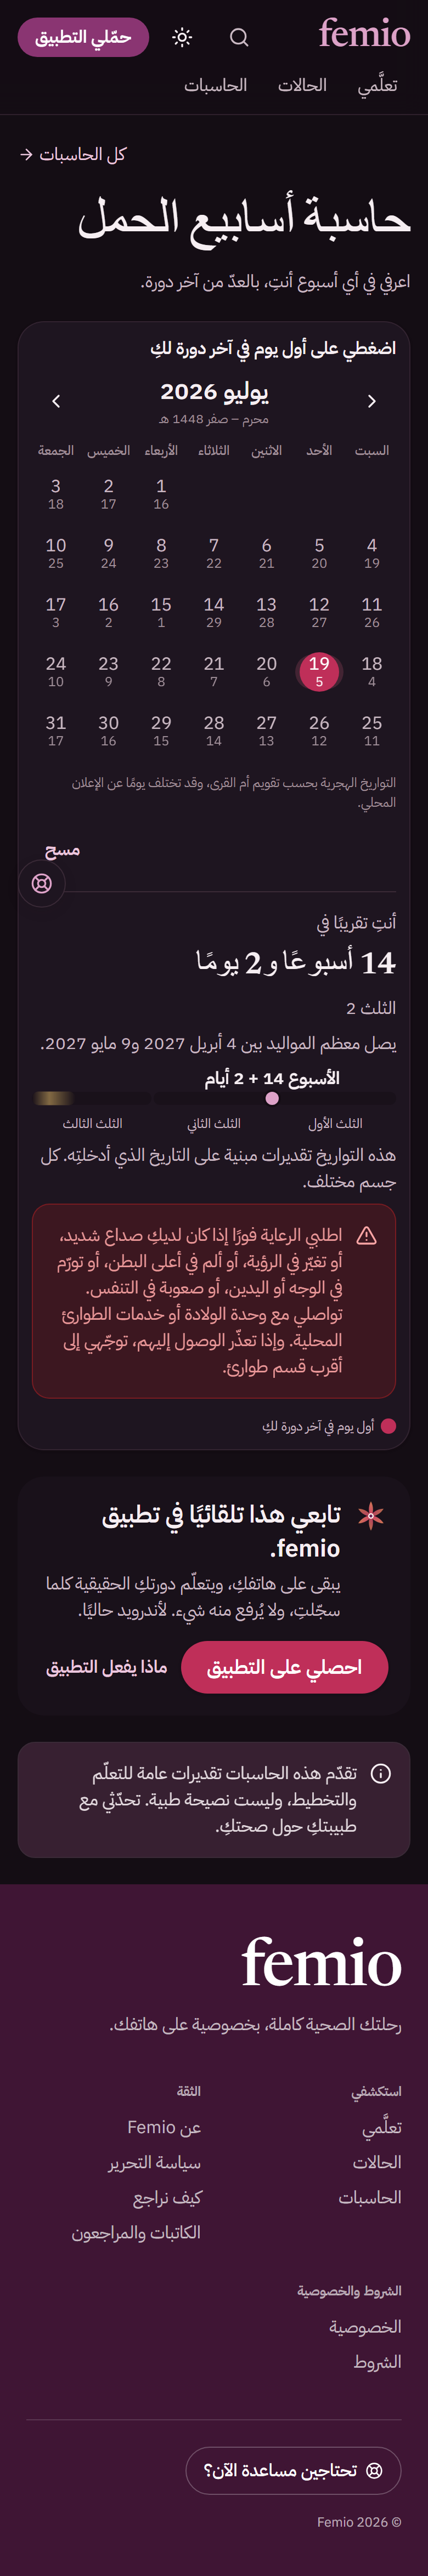 femio
حمّلي التطبيق
تعلَّمي
الحالات
الحاسبات
كل الحاسبات
حاسبة أسابيع الحمل
اعرفي في أي أسبوع أنتِ، بالعدّ من آخر دورة.
اضغطي على أول يوم في آخر دورة لكِ
يوليو 2026
محرم – صفر 1448 هـ
السبت الأحد الاثنين الثلاثاء الأربعاء الخميس الجمعة
1 2 3
16 17 18
4 5 6 7 8 9 10
19 20 21 22 23 24 25
11 12 13 14 15 16 17
26 27 28 29 1 2 3
18 19 20 21 22 23 24
4 5 6 7 8 9 10
25 26 27 28 29 30 31
11 12 13 14 15 16 17
التواريخ الهجرية بحسب تقويم أم القرى، وقد تختلف يومًا عن الإعلان
المحلي.
مسح
أنتِ تقريبًا في
14 أسبوعًا و2 يومًا
الثلث 2
يصل معظم المواليد بين 4 أبريل 2027 و9 مايو 2027.
الأسبوع 14 + 2 أيام
الثلث الأول
الثلث الثاني
الثلث الثالث
هذه التواريخ تقديرات مبنية على التاريخ الذي أدخلتِه. كل
جسم مختلف.
اطلبي الرعاية فورًا إذا كان لديكِ صداع شديد،
أو تغيّر في الرؤية، أو ألم في أعلى البطن، أو تورّم
في الوجه أو اليدين، أو صعوبة في التنفس.
تواصلي مع وحدة الولادة أو خدمات الطوارئ
المحلية. وإذا تعذّر الوصول إليهم، توجّهي إلى
أقرب قسم طوارئ.
أول يوم في آخر دورة لكِ
تابعي هذا تلقائيًا في تطبيق
femio.
يبقى على هاتفكِ، ويتعلّم دورتكِ الحقيقية كلما
سجّلتِ، ولا يُرفع منه شيء. لأندرويد حاليًا.
احصلي على التطبيق
ماذا يفعل التطبيق
تقدّم هذه الحاسبات تقديرات عامة للتعلّم
والتخطيط، وليست نصيحة طبية. تحدّثي مع
طبيبتكِ حول صحتكِ.
femio
رحلتك الصحية كاملة، بخصوصية على هاتفك.
استكشفي
تعلَّمي
الحالات
الحاسبات
الثقة
عن Femio
سياسة التحرير
كيف نراجع
الكاتبات والمراجعون
الشروط والخصوصية
الخصوصية
الشروط
تحتاجين مساعدة الآن؟
© 2026 Femio